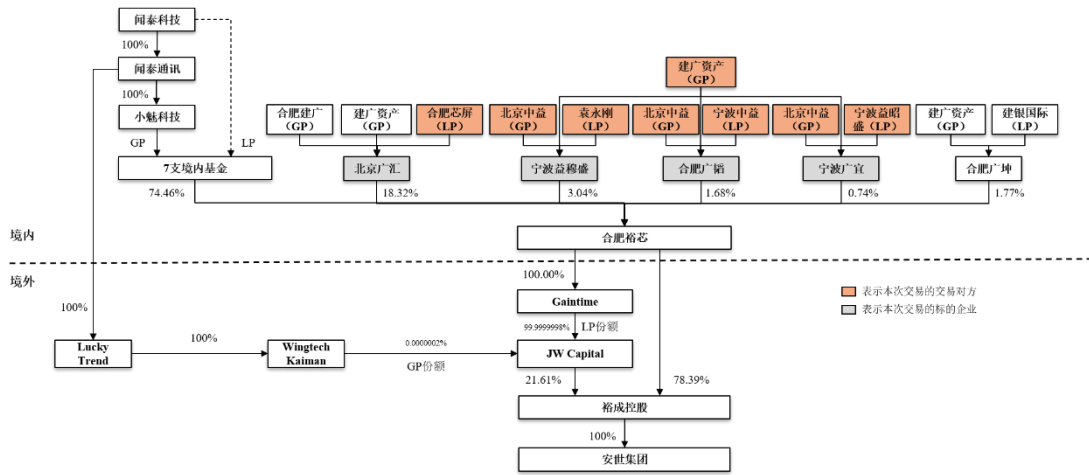 闻泰科技
100%
闻泰通讯
100%
小魅科技
GP
LP
建广资产
（GP）
合肥建广
（GP）
建广资产
（GP）
合肥芯屏
（LP）
北京中益
（GP）
袁永刚
（LP）
北京中益
（GP）
宁波中益
（LP）
北京中益
（GP）
宁波益昭
盛（LP）
建广资产
（GP）
建银国际
（LP）
7支境内基金
北京广汇
宁波益穆盛
合肥广韬
宁波广宜
合肥广坤
74.46%
18.32%
3.04%
1.68%
0.74%
1.77%
境内
合肥裕芯
境外
100.00%
Gaintime
表示本次交易的交易对方
表示本次交易的标的企业
100%
99.9999998%
LP份额
Lucky
Trend
100%
Wingtech
Kaiman
0.0000002%
GP份额
JW Capital
21.61%
78.39%
裕成控股
100%
安世集团